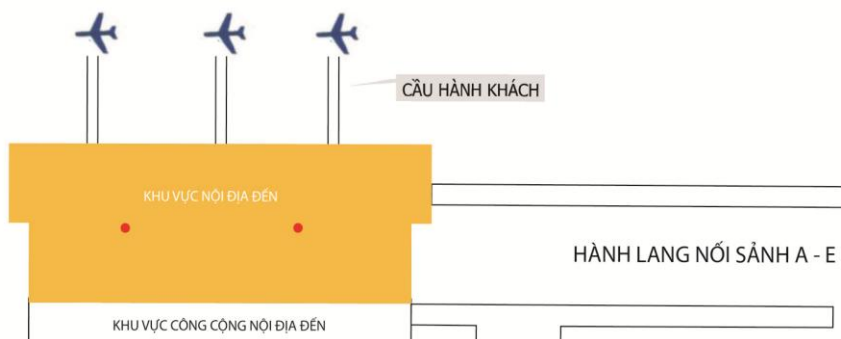 CẦU HÀNH KHÁCH
KHU VỰC NỘI ĐỊA ĐẾN
HÀNH LANG NỐI SẢNH A - E
KHU VỰC CÔNG CỘNG NỘI ĐỊA ĐẾN